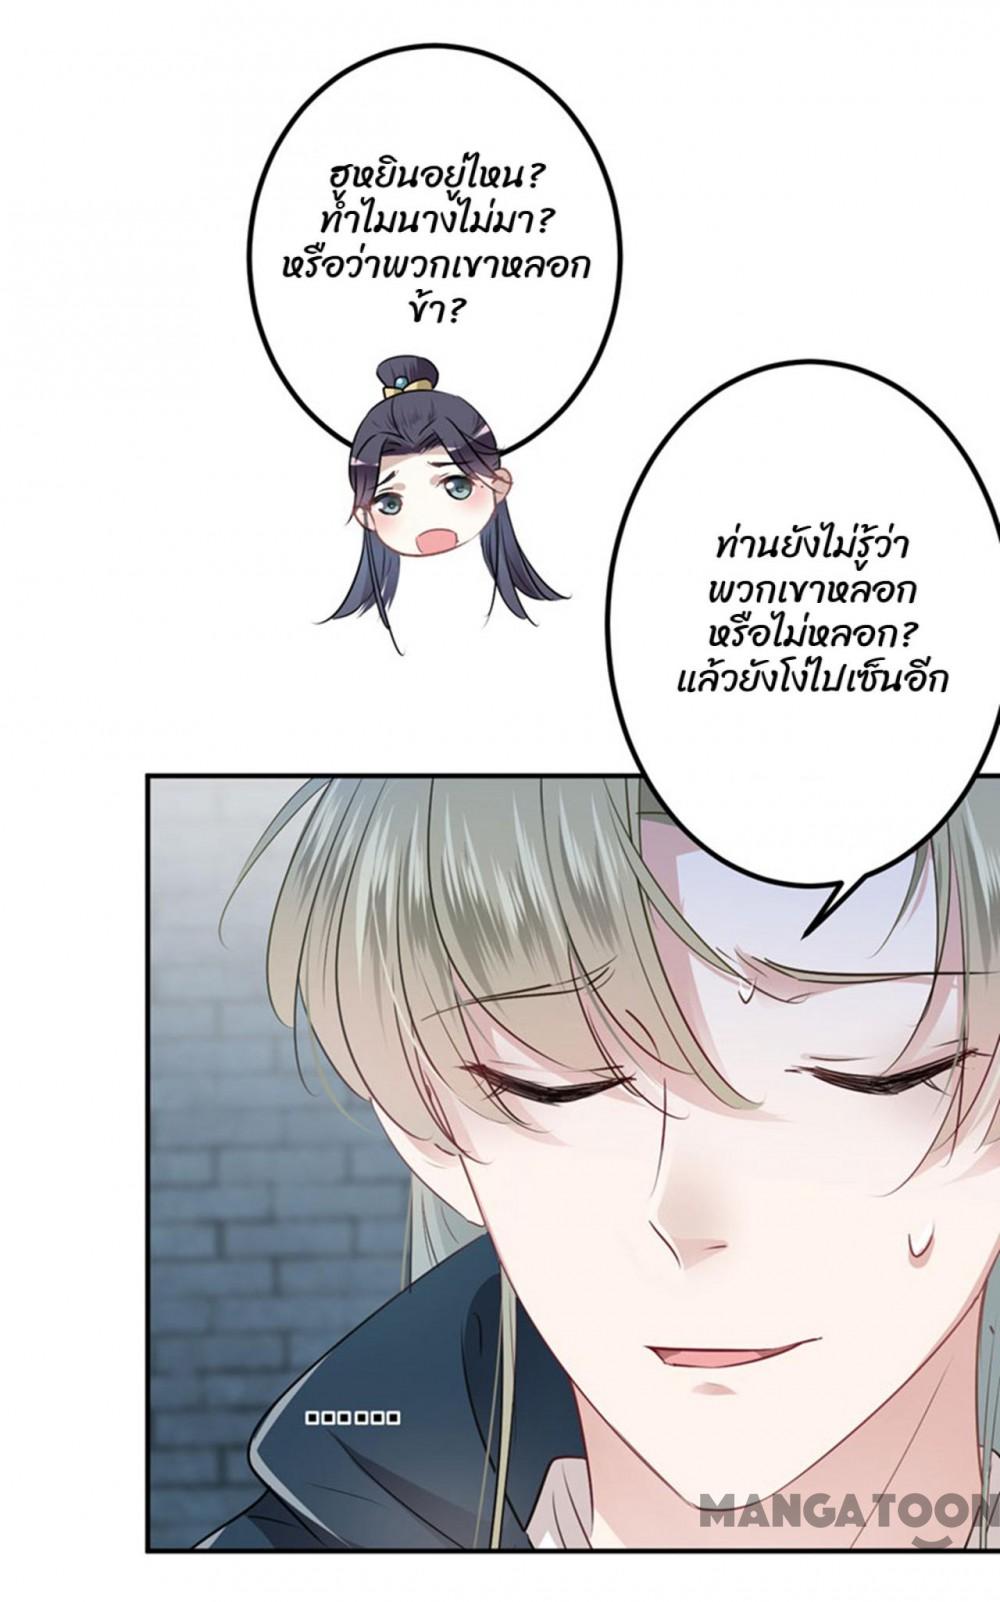 ฮูหยินอยู่ไหน?
ทำไมนางไม่มา?
หรือว่าพวกเขาหลอก
ข้า?
ท่านยังไม่รู้ว่า
พวกเขาหลอก
หรือไม่หลอก?
แล้วยังโง่ไปเซ็นอีก
......
MANGATOON